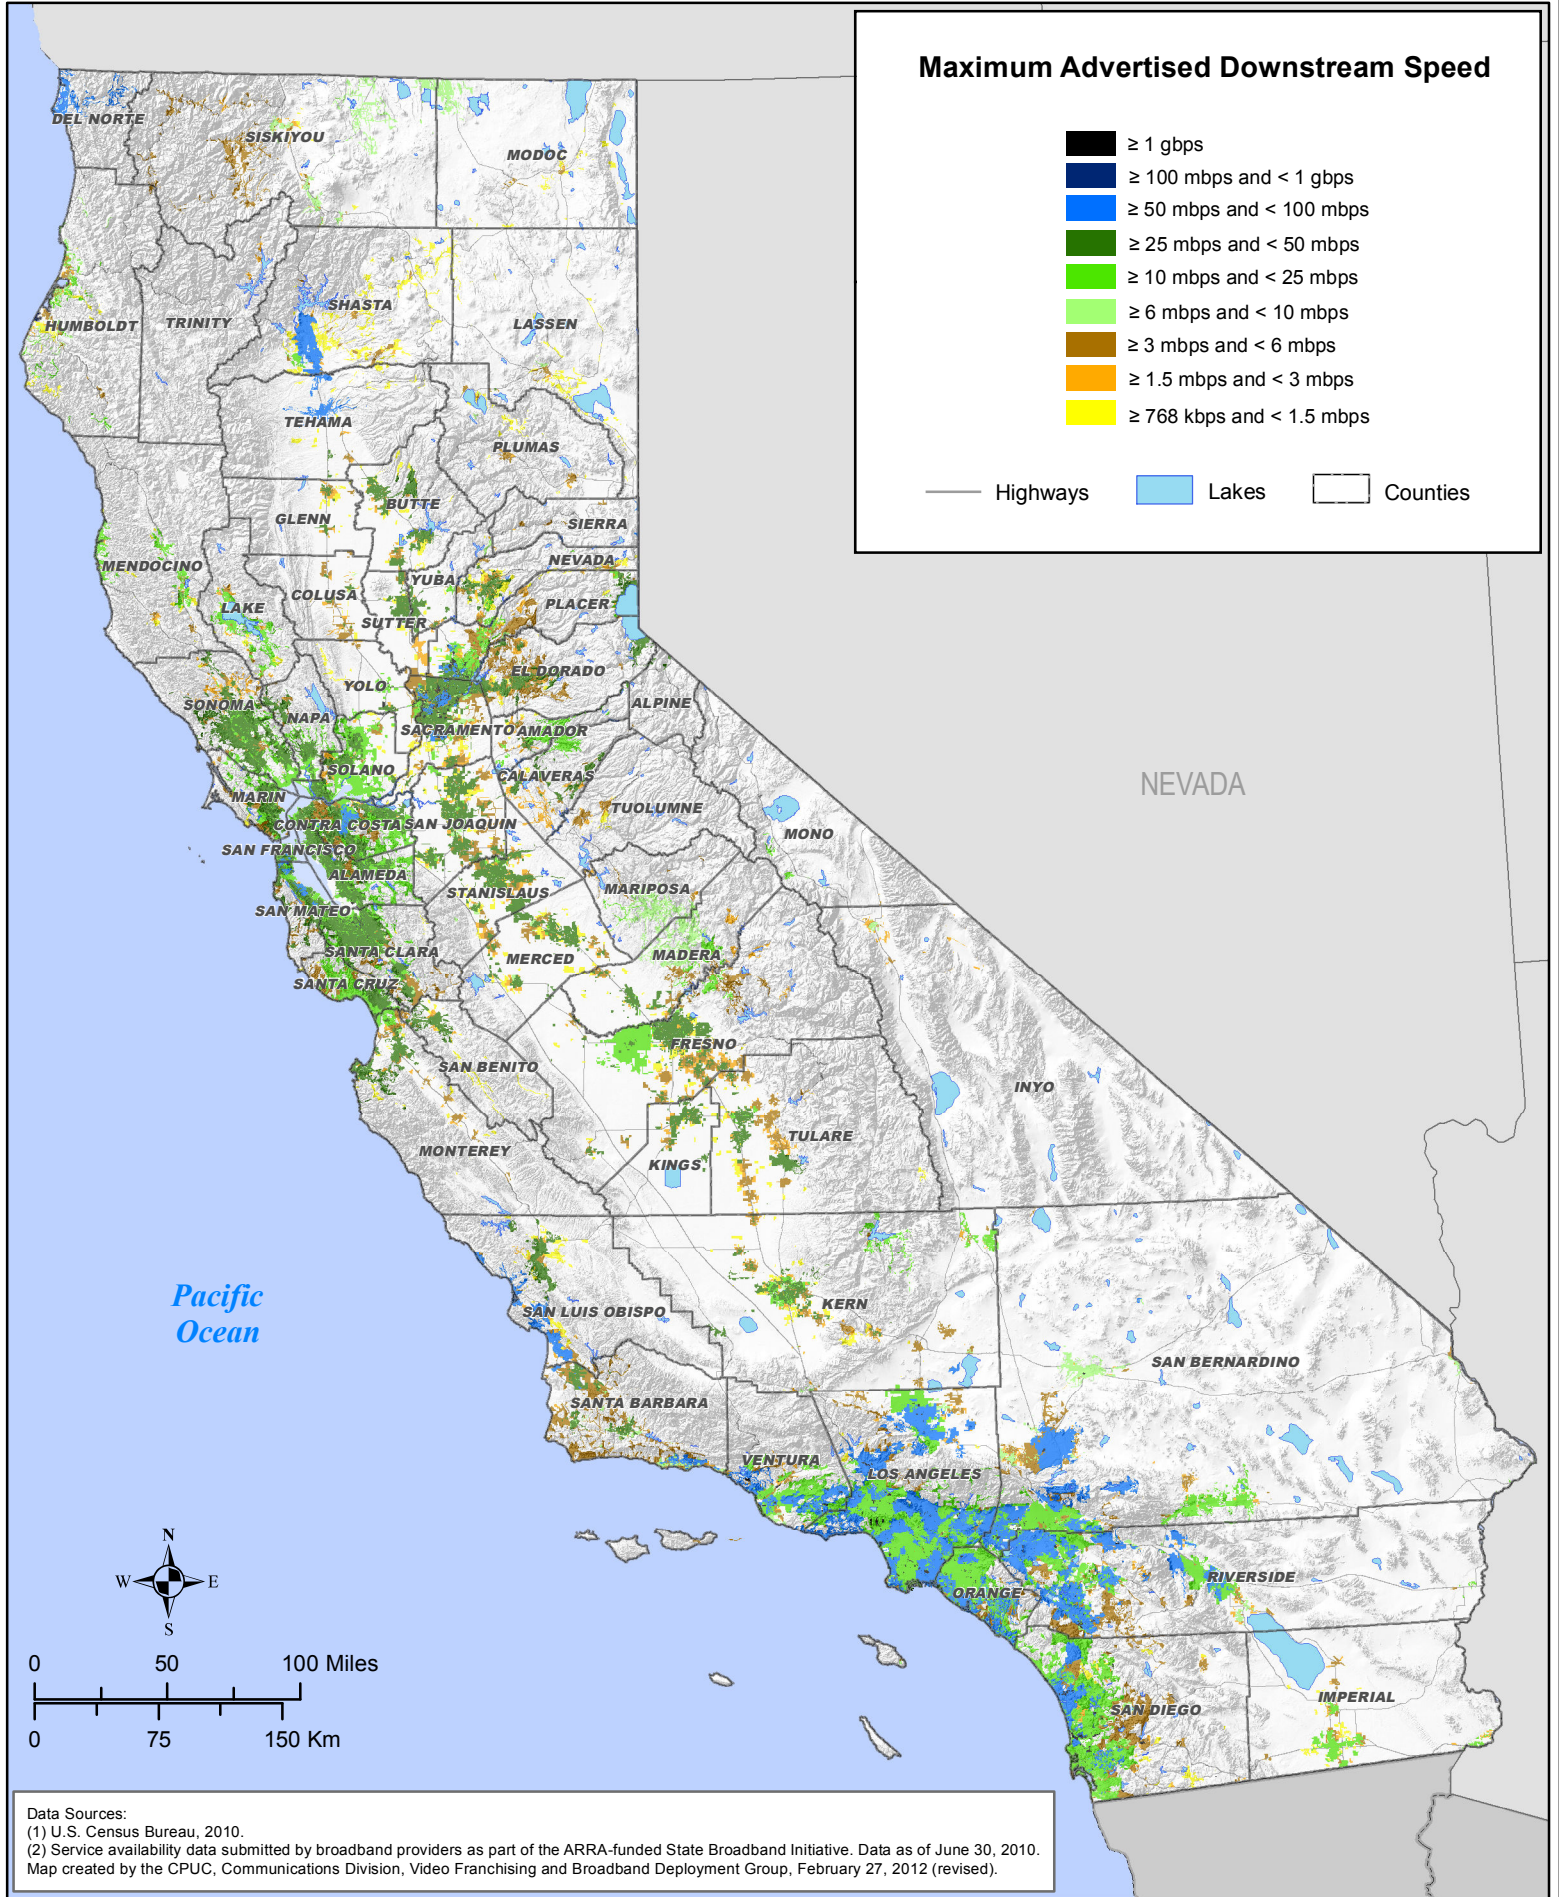 Maximum Advertised Downstream Speed
≥ 1 gbps
≥ 100 mbps and < 1 gbps
≥ 50 mbps and < 100 mbps
≥ 25 mbps and < 50 mbps
≥ 10 mbps and < 25 mbps
≥ 6 mbps and < 10 mbps
≥ 3 mbps and < 6 mbps
≥ 1.5 mbps and < 3 mbps
≥ 768 kbps and < 1.5 mbps
Highways
Lakes
Counties
DEL NORTE
SISKIYOU
MODOC
HUMBOLDT
TRINITY
SHASTA
LASSEN
TEHAMA
PLUMAS
GLENN
BUTTE
SIERRA
MENDOCINO
NEVADA
YUBA
COLUSA
LAKE
PLACER
SUTTER
EL DORADO
YOLO
SONOMA
NAPA
ALPINE
SACRAMENTO
AMADOR
SOLANO
CALAVERAS
MARIN
TUOLUMNE
CONTRA COSTA
SAN JOAQUIN
MONO
SAN FRANCISCO
ALAMEDA
STANISLAUS
MARIPOSA
SAN MATEO
SANTA CLARA
MERCED
MADERA
SANTA CRUZ
FRESNO
SAN BENITO
INYO
MONTEREY
TULARE
KINGS
SAN LUIS OBISPO
KERN
SAN BERNARDINO
SANTA BARBARA
VENTURA
LOS ANGELES
ORANGE
RIVERSIDE
SAN DIEGO
IMPERIAL
NEVADA
Pacific
Ocean
N
W
E
S
0 50 100 Miles
0 75 150 Km
Data Sources:
(1) U.S. Census Bureau, 2010.
(2) Service availability data submitted by broadband providers as part of the ARRA-funded State Broadband Initiative. Data as of June 30, 2010.
Map created by the CPUC, Communications Division, Video Franchising and Broadband Deployment Group, February 27, 2012 (revised).